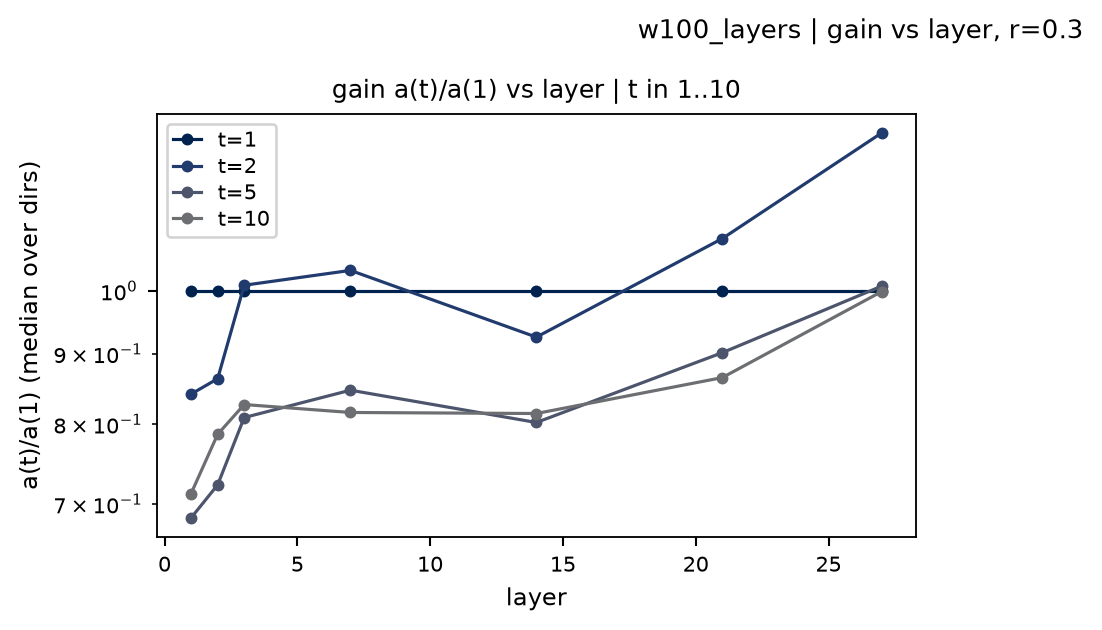 w100_layers | gain vs layer, r=0.3
gain a(t)/a(1) vs layer | t in 1..10
t=1
t=2
t=5
t=10
a(t)/a(1) (median over dirs)
10⁰
9 × 10⁻¹
8 × 10⁻¹
7 × 10⁻¹
0 5 10 15 20 25
layer